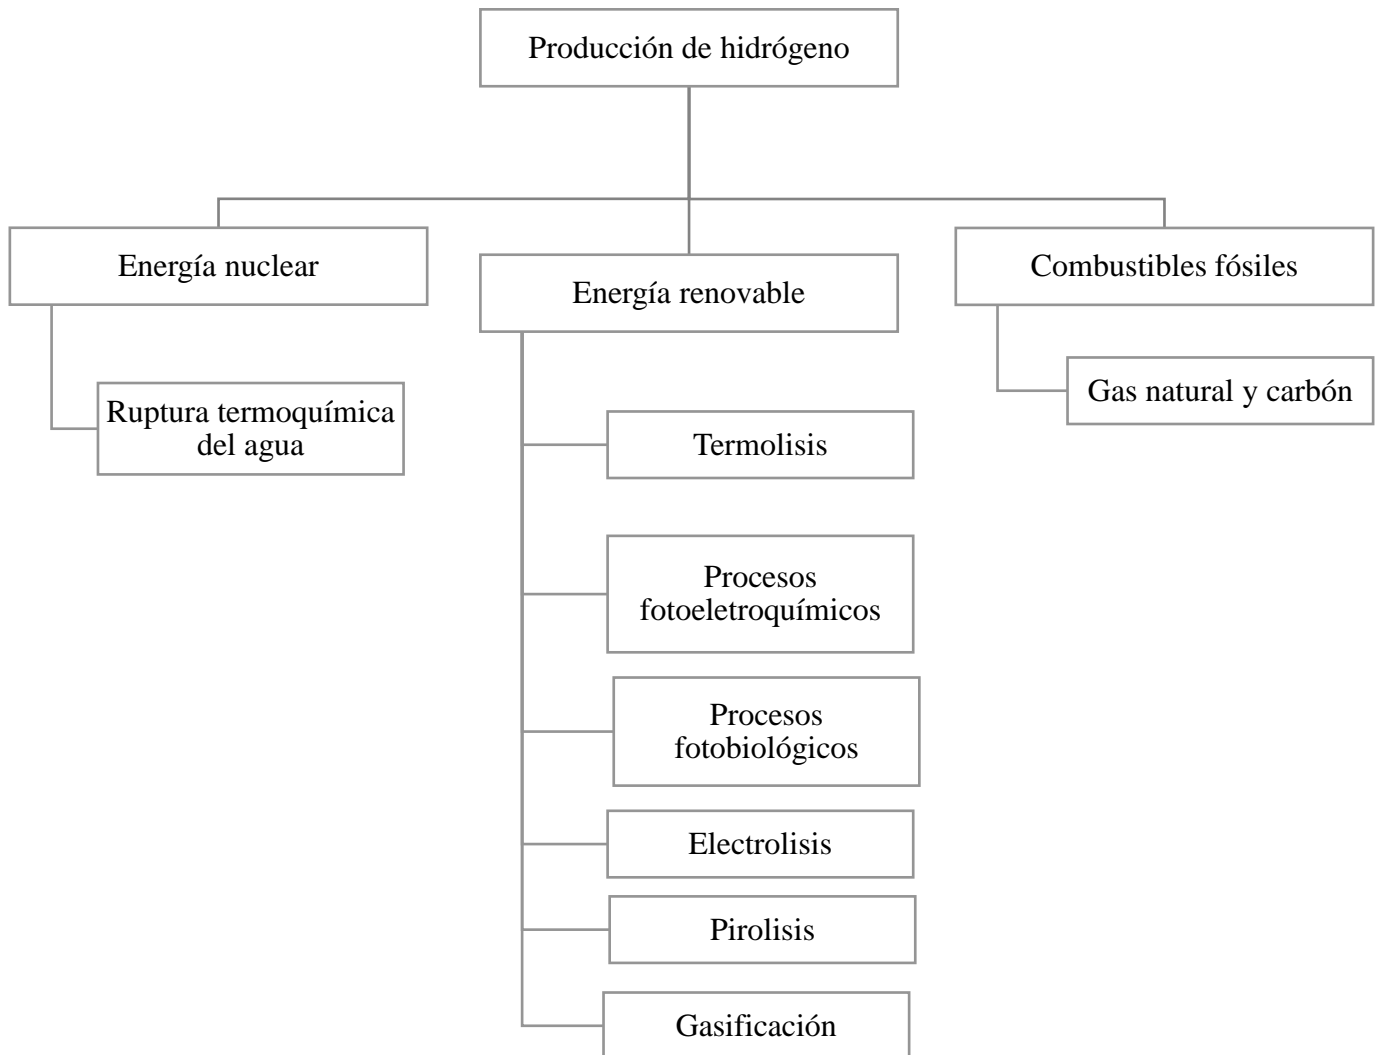 Producción de hidrógeno
Energía nuclear
Ruptura termoquímica
del agua
Energía renovable
Termolisis
Procesos
fotoeletroquímicos
Procesos
fotobiológicos
Electrolisis
Pirolisis
Gasificación
Combustibles fósiles
Gas natural y carbón